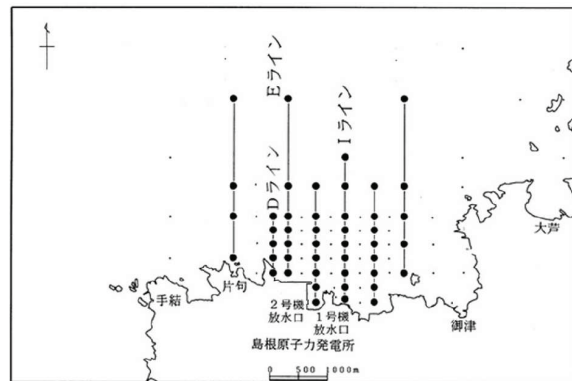 Eライン
Iライン
Dライン
大芦
片句
手結
2号機
放水口
1号機
放水口
御津
島根原子力発電所
0 500 1000m